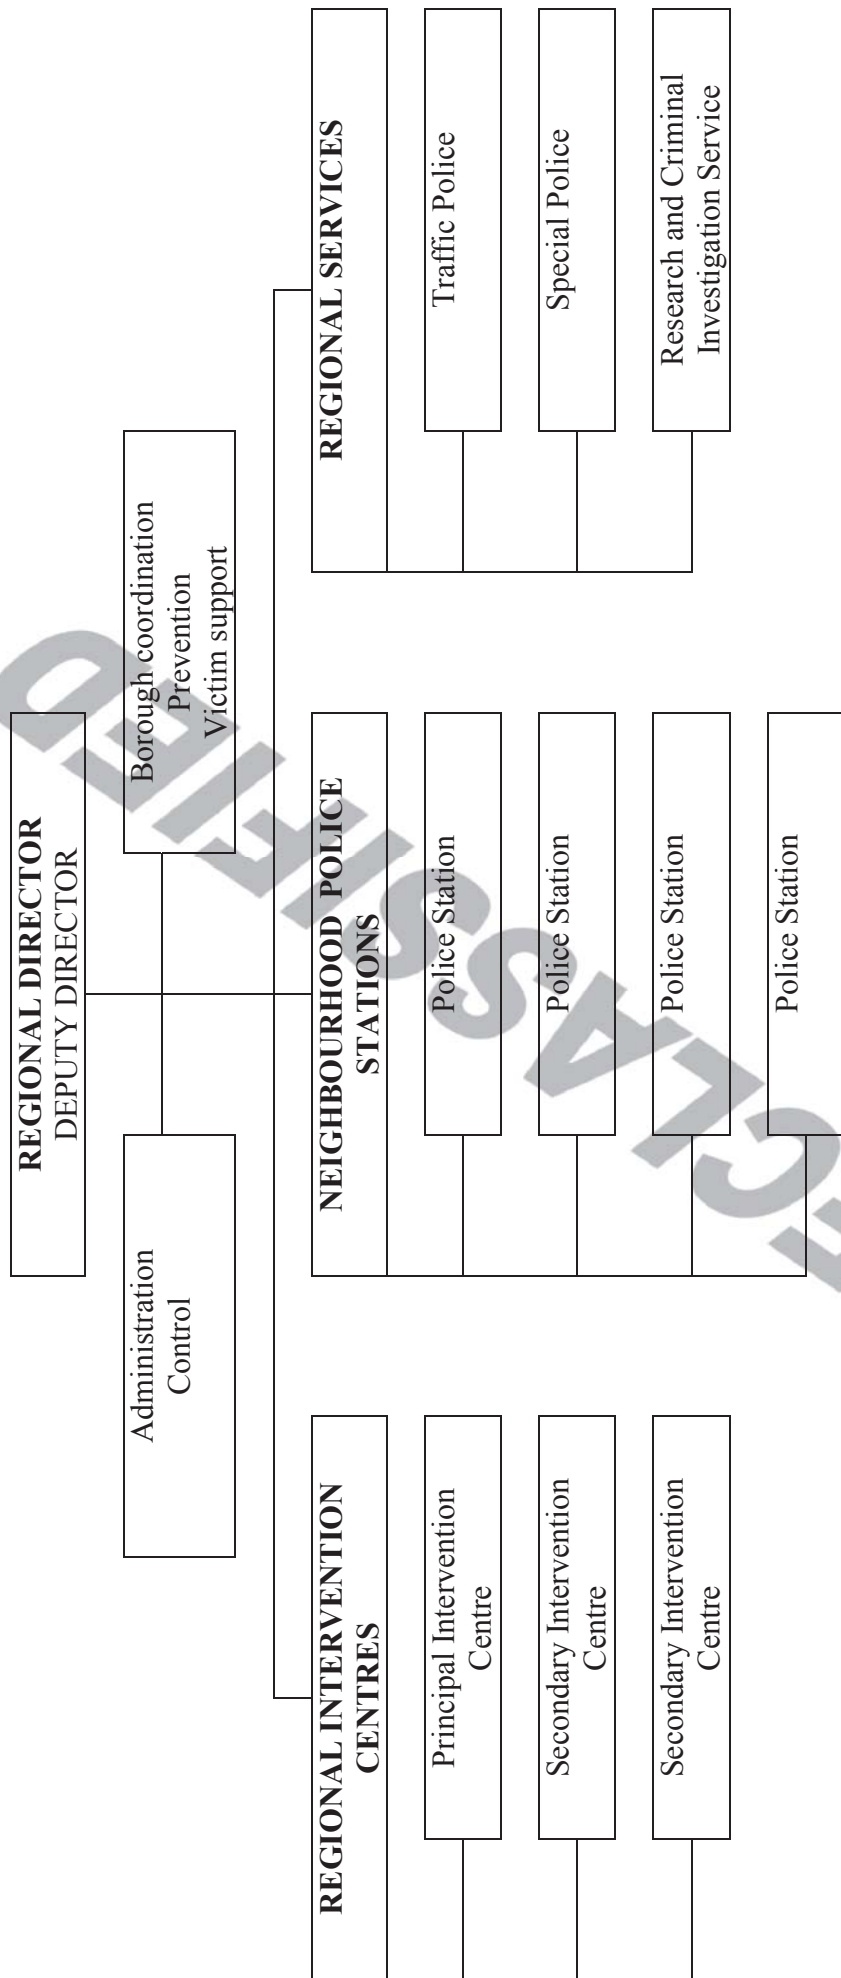 REGIONAL DIRECTOR
DEPUTY DIRECTOR
Administration
Control
Borough coordination
Prevention
Victim support
REGIONAL INTERVENTION
CENTRES
Principal Intervention
Centre
Secondary Intervention
Centre
Secondary Intervention
Centre
NEIGHBOURHOOD POLICE
STATIONS
Police Station
Police Station
Police Station
Police Station
REGIONAL SERVICES
Traffic Police
Special Police
Research and Criminal
Investigation Service
ECLASSIFIED